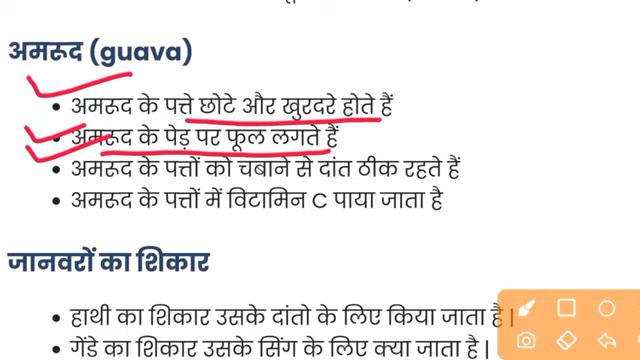 अमरूद (guava)
• अमरूद के पत्ते छोटे और खुरदरे होते हैं
• अमरूद के पेड़ पर फूल लगते हैं
• अमरूद के पत्तों को चबाने से दांत ठीक रहते हैं
• अमरूद के पत्तों में विटामिन C पाया जाता है
जानवरों का शिकार
• हाथी का शिकार उसके दांतो के लिए किया जाता है |
• गेंडे का शिकार उसके सिंग के लिए क्या जाता है |